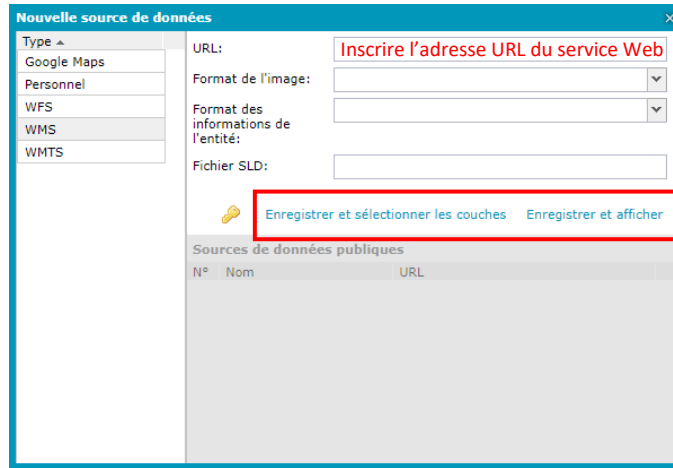 Nouvelle source de données
Type
Google Maps
Personnel
WFS
WMS
WMTS
URL: Inscrire l’adresse URL du service Web
Format de l'image:
Format des
informations de
l'entité:
Fichier SLD:
Enregistrer et sélectionner les couches Enregistrer et afficher
Sources de données publiques
N° Nom URL